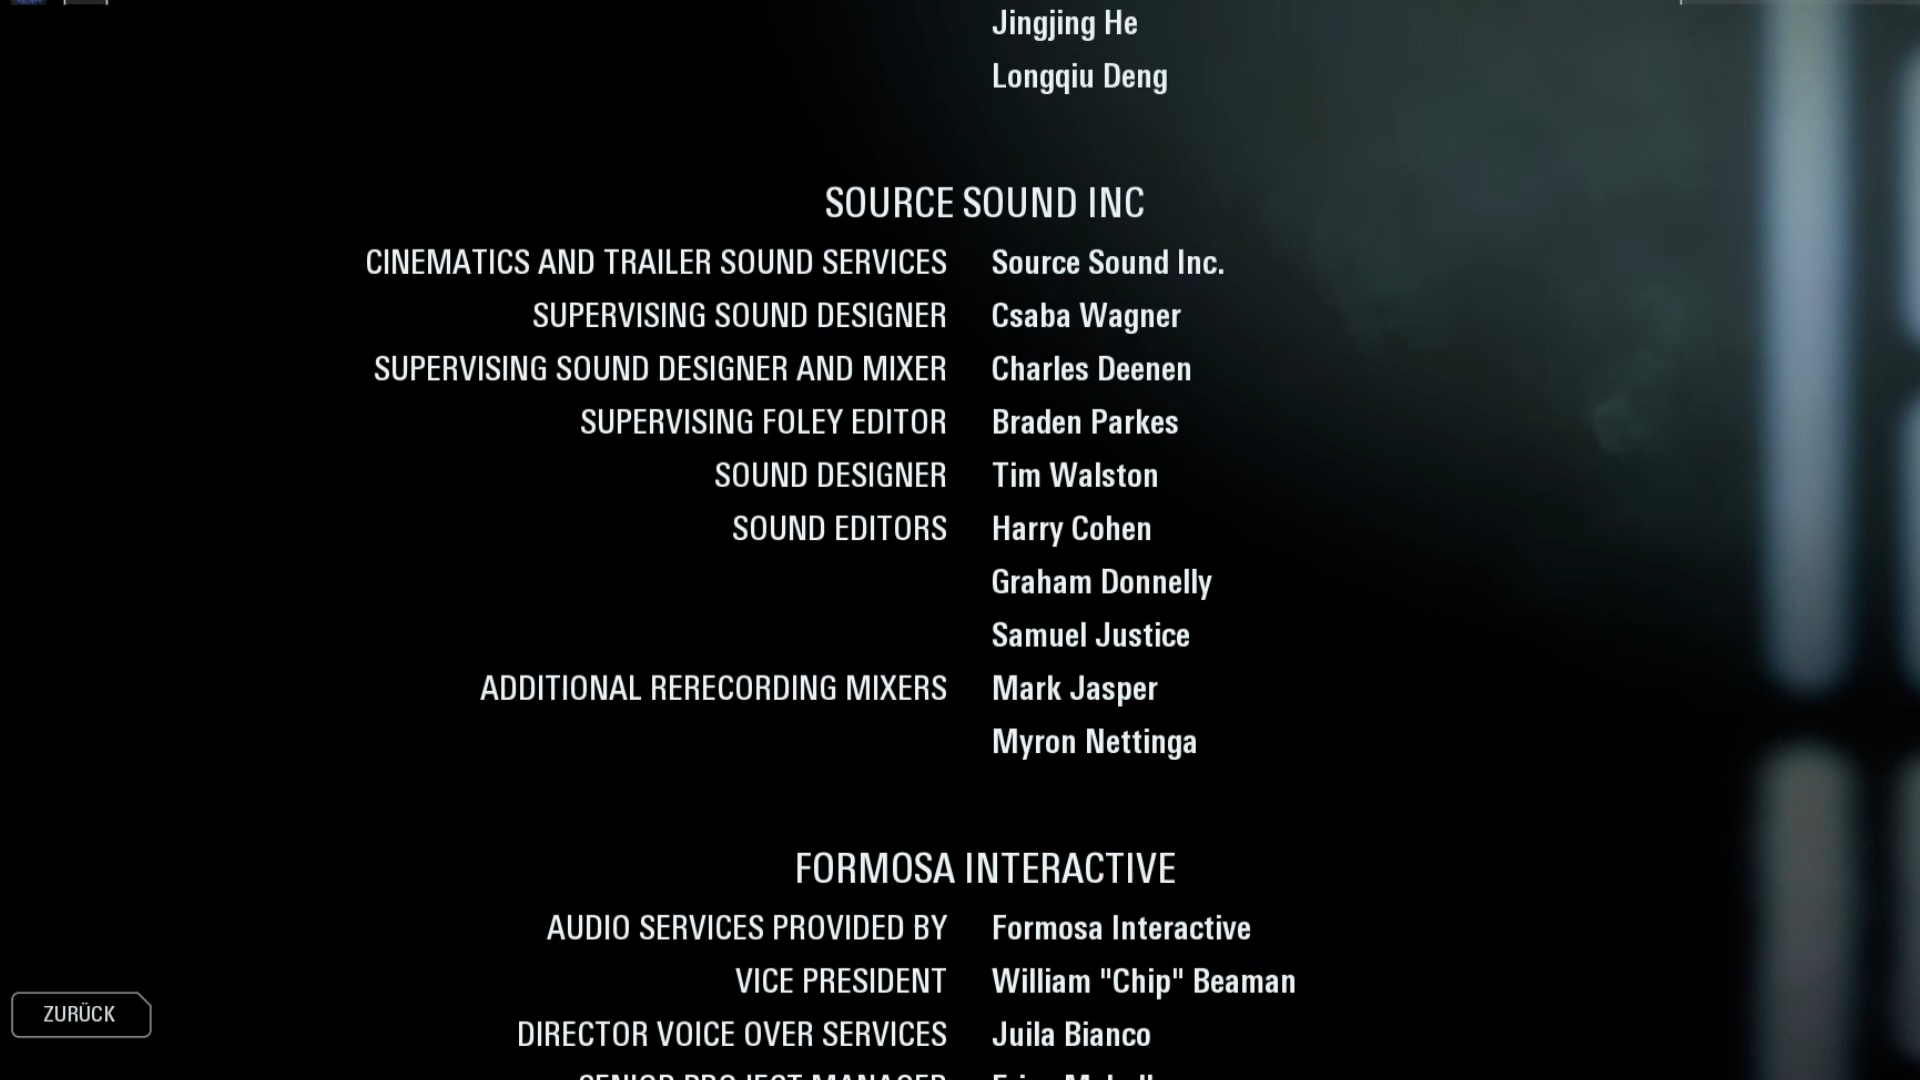 Jingjing He
Longqiu Deng
SOURCE SOUND INC
CINEMATICS AND TRAILER SOUND SERVICES Source Sound Inc.
SUPERVISING SOUND DESIGNER Csaba Wagner
SUPERVISING SOUND DESIGNER AND MIXER Charles Deenen
SUPERVISING FOLEY EDITOR Braden Parkes
SOUND DESIGNER Tim Walston
SOUND EDITORS Harry Cohen
Graham Donnelly
Samuel Justice
ADDITIONAL RERECORDING MIXERS Mark Jasper
Myron Nettinga
FORMOSA INTERACTIVE
AUDIO SERVICES PROVIDED BY Formosa Interactive
VICE PRESIDENT William "Chip" Beaman
ZURÜCK
DIRECTOR VOICE OVER SERVICES Juila Bianco
SENIOR PROJECT MANAGER